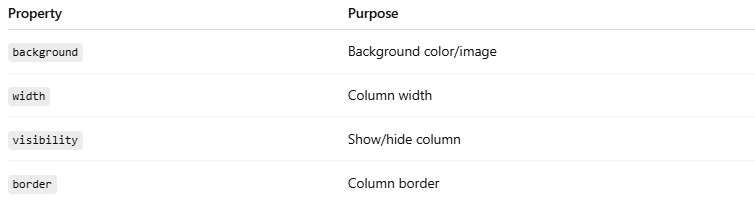 Property Purpose
background Background color/image
width Column width
visibility Show/hide column
border Column border